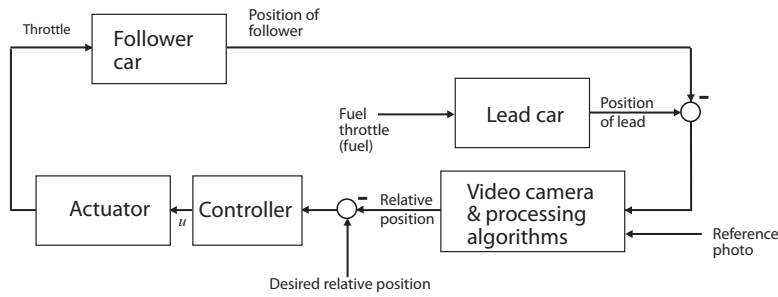 Throttle
Follower
car
Position of
follower
Fuel
throttle
(fuel)
Lead car
Position
of lead
Actuator
u
Controller
Relative
position
Video camera
& processing
algorithms
Reference
photo
Desired relative position